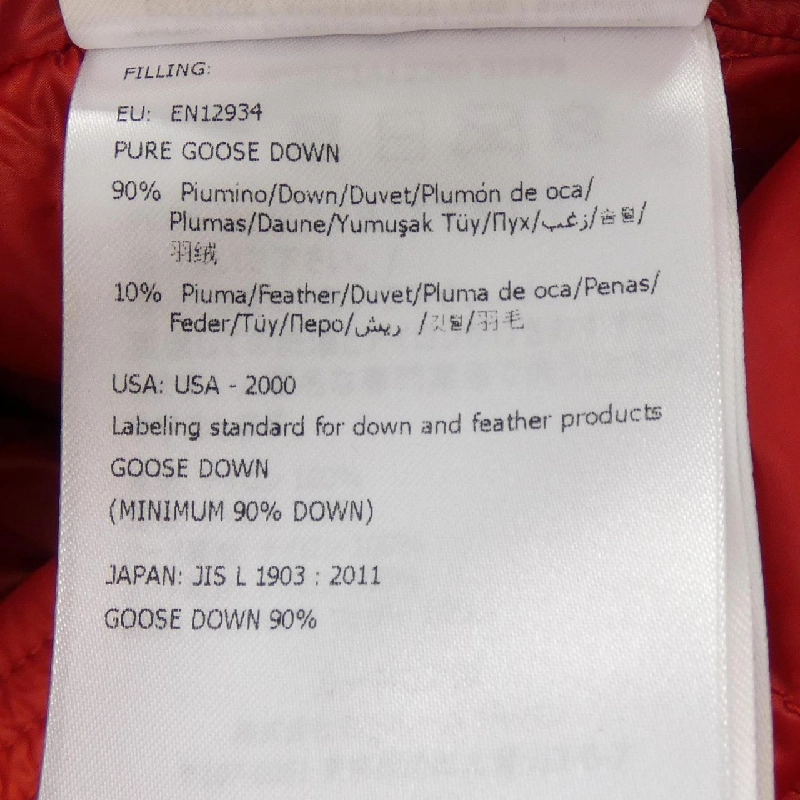 FILLING:
EU: EN12934
PURE GOOSE DOWN
90% Piumino/Down/Duvet/Plumón de oca/
Plumas/Daune/Yumuşak Tüy/Пух/زغب/솜털/
羽绒
10% Piuma/Feather/Duvet/Pluma de oca/Penas/
Feder/Tüy/Перо/ريش /깃털/羽毛
USA: USA - 2000
Labeling standard for down and feather products
GOOSE DOWN
(MINIMUM 90% DOWN)
JAPAN: JIS L 1903 : 2011
GOOSE DOWN 90%